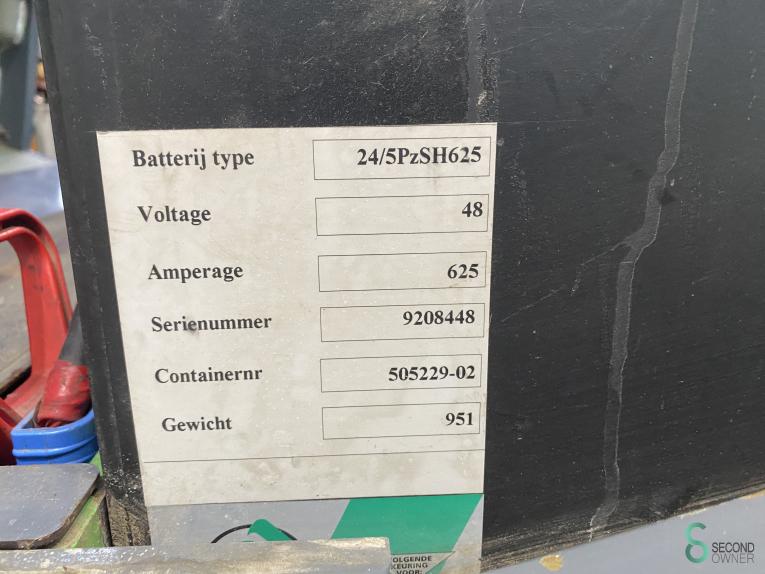 Batterij type 24/5PzSH625
Voltage 48
Amperage 625
Serienummer 9208448
Containernr 505229-02
Gewicht 951
VOLGENDE
KEURING
VOOR:
SECOND
OWNER